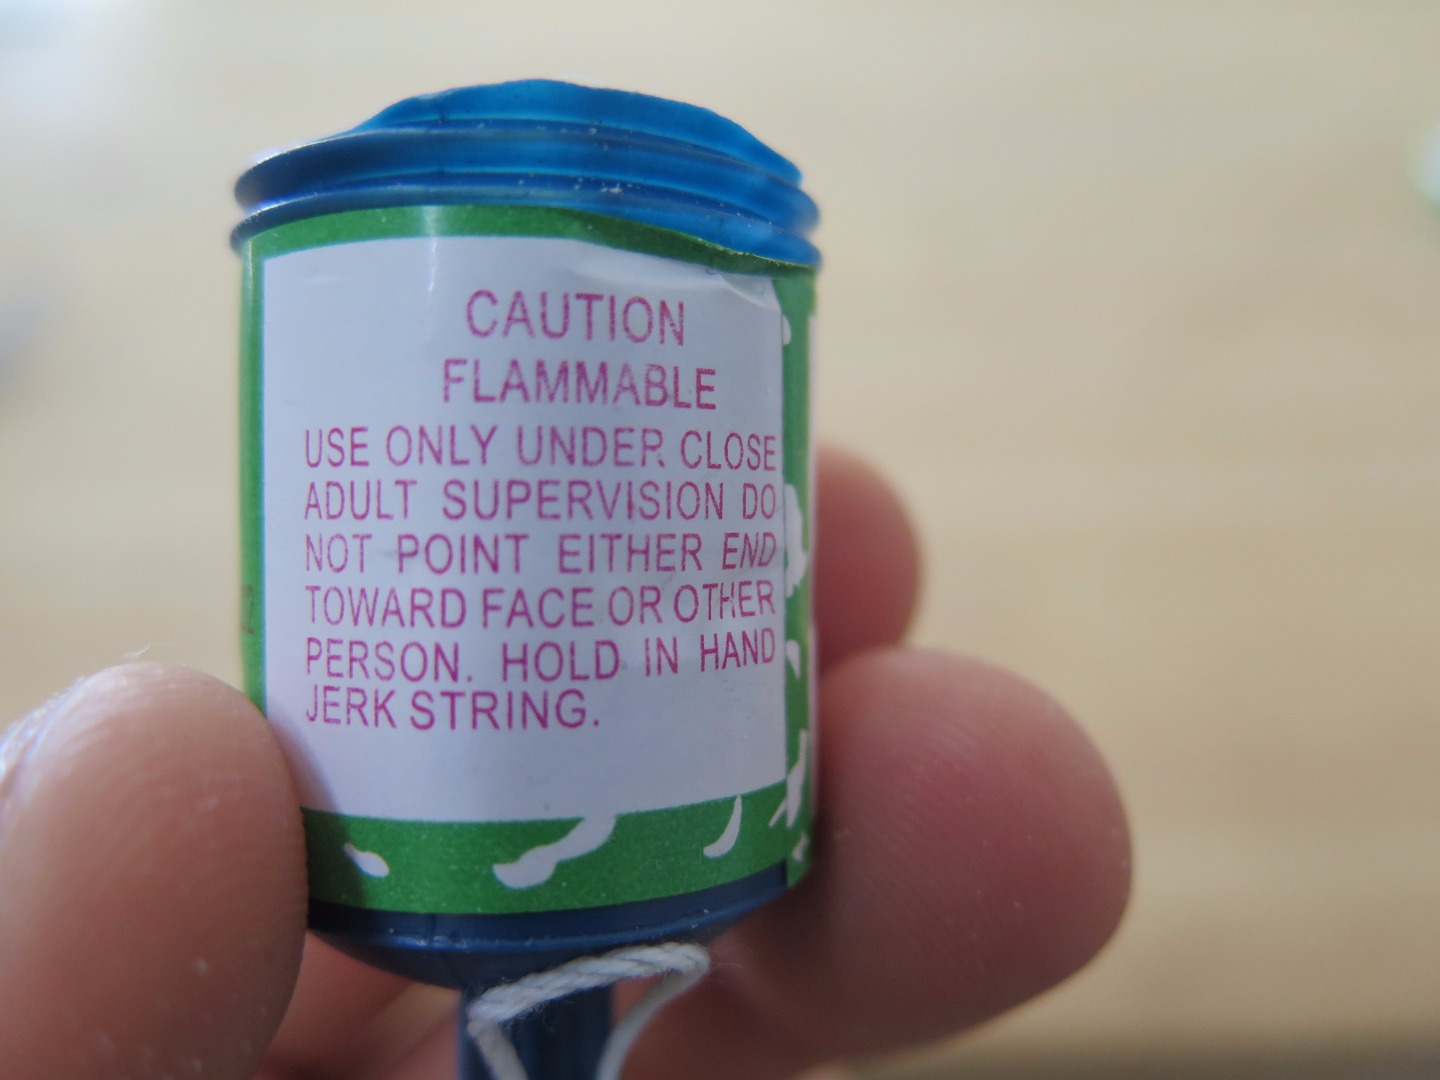 CAUTION
FLAMMABLE
USE ONLY UNDER CLOSE
ADULT SUPERVISION DO
NOT POINT EITHER END
TOWARD FACE OR OTHER
PERSON. HOLD IN HAND
JERK STRING.